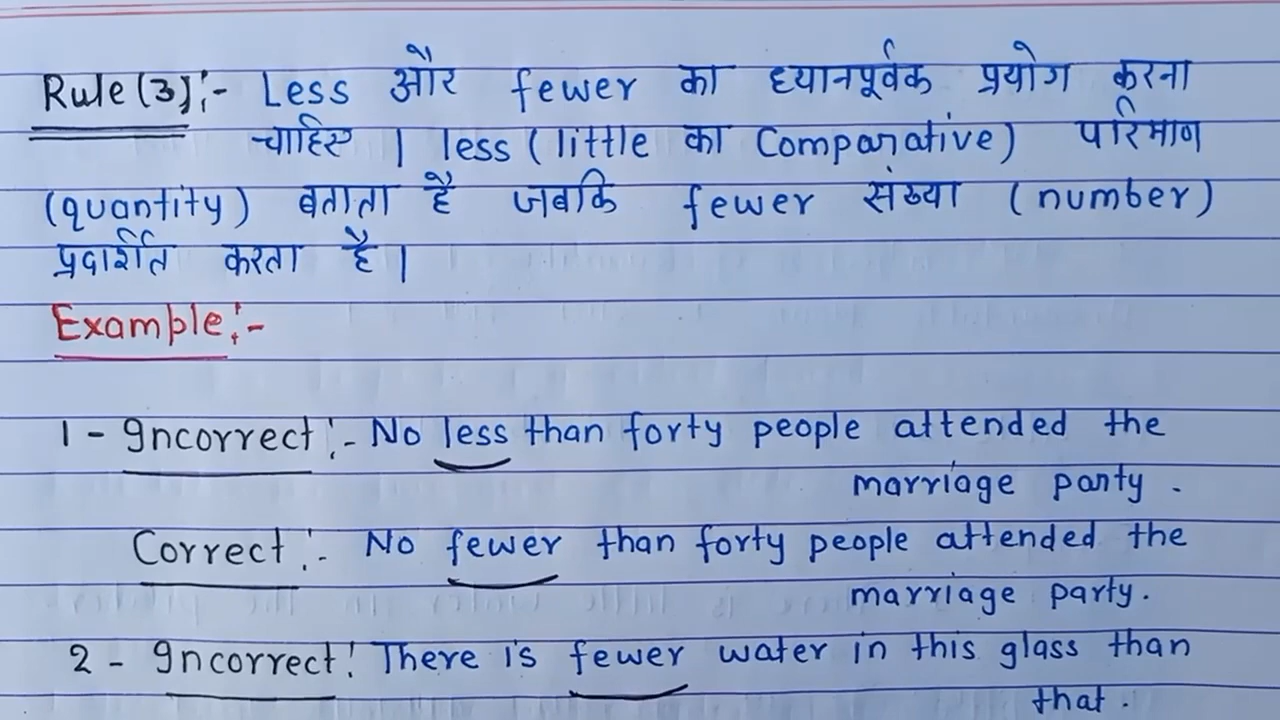 Rule(3):- Less और fewer का ध्यानपूर्वक प्रयोग करना
चाहिए । less (little का Comparative) परिमाण
(quantity) बताता है जबकि fewer संख्या (number)
प्रदर्शित करता है ।
Example:-
1- Incorrect:- No less than forty people attended the
marriage party.
Correct:- No fewer than forty people attended the
marriage party.
2- Incorrect: There is fewer water in this glass than
that.